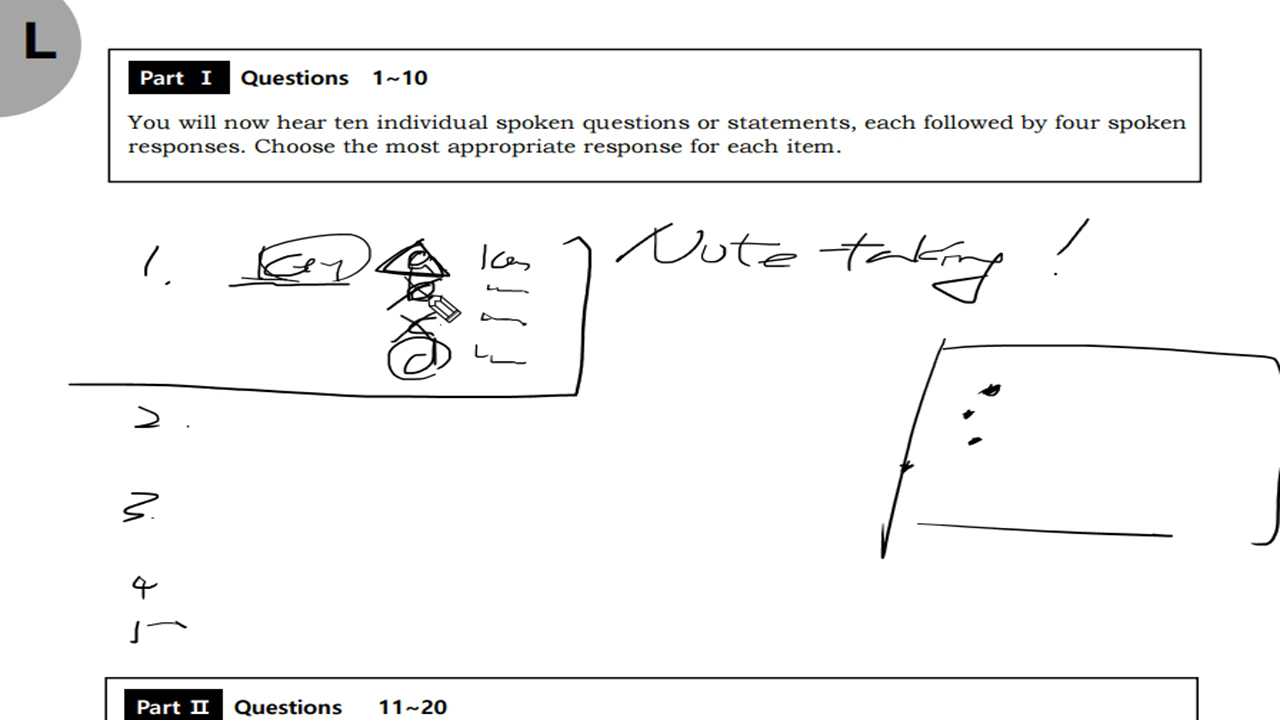 L
Part Ⅰ Questions 1~10
You will now hear ten individual spoken questions or statements, each followed by four spoken
responses. Choose the most appropriate response for each item.
1. Key Note taking!
b
d
2.
3.
4
5
Part Ⅱ Questions 11~20